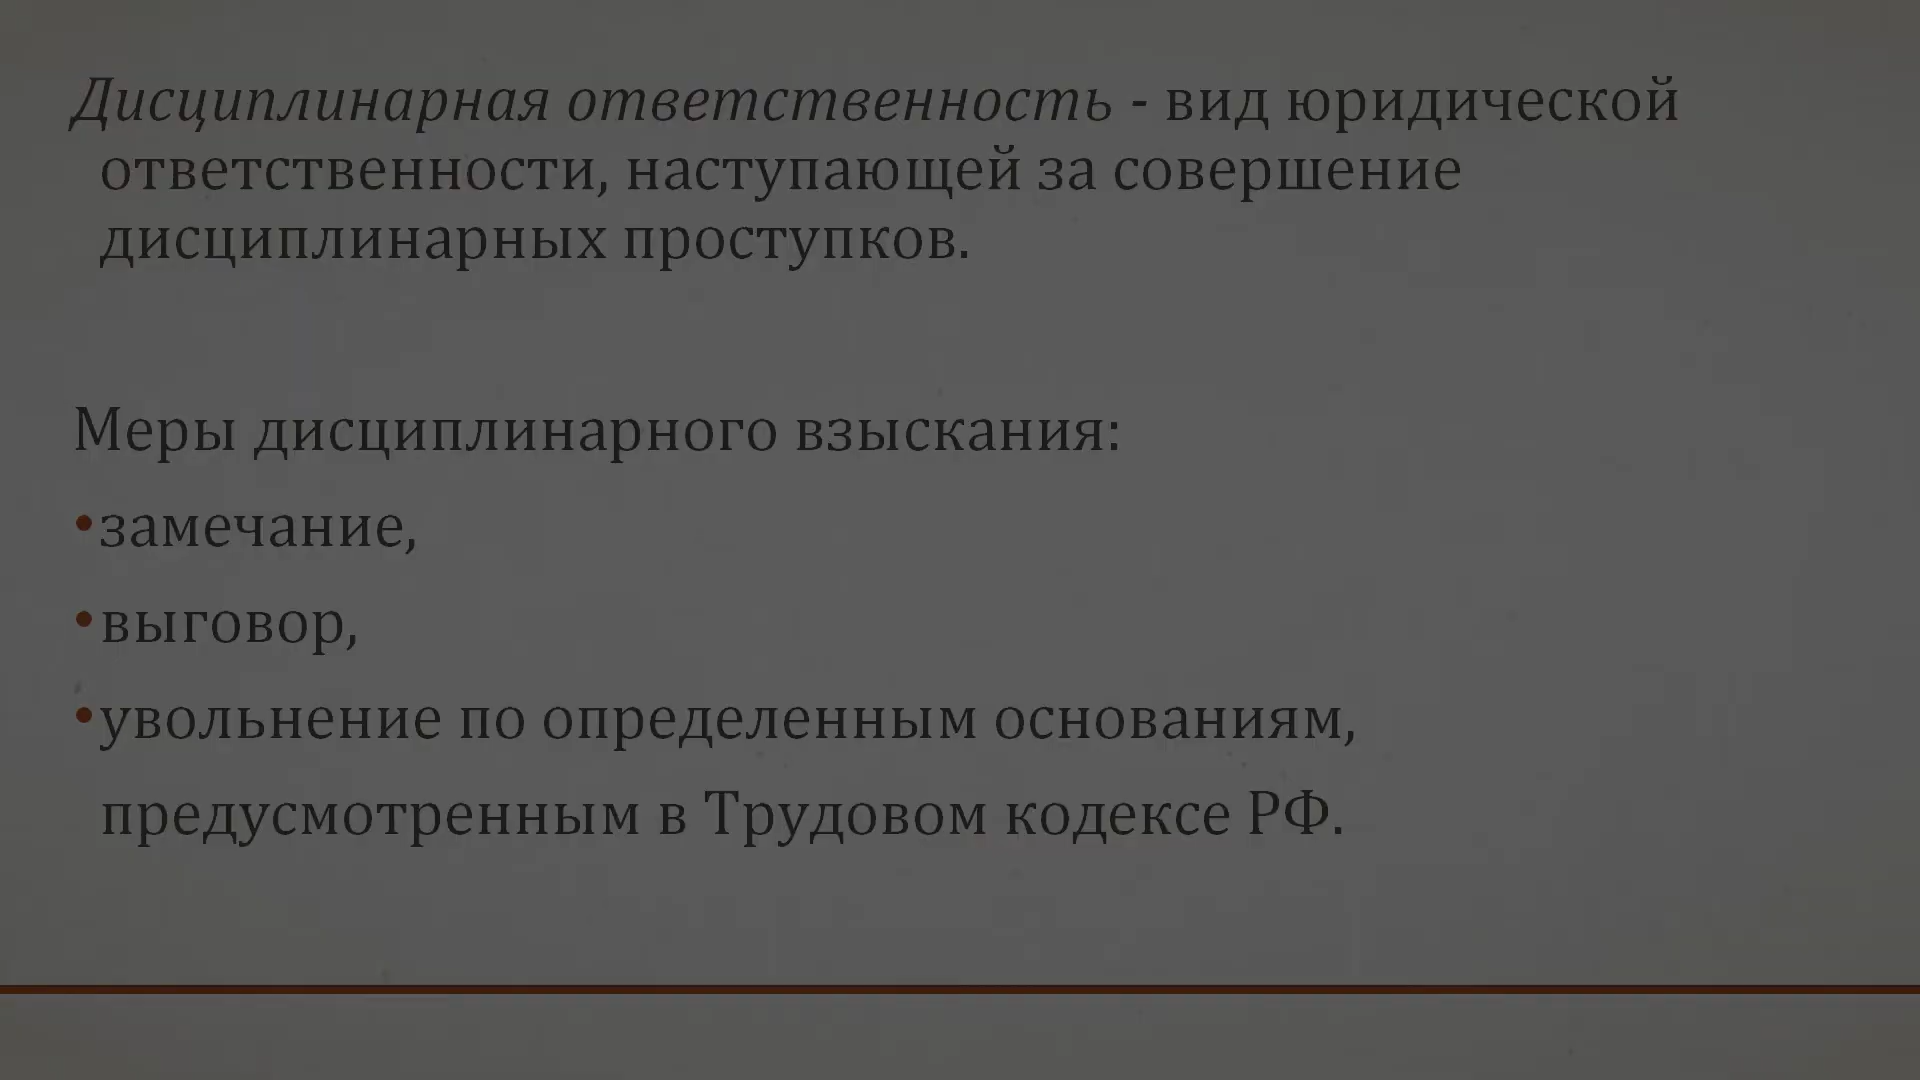 Дисциплинарная ответственность - вид юридической
ответственности, наступающей за совершение
дисциплинарных проступков.
Меры дисциплинарного взыскания:
•замечание,
•выговор,
•увольнение по определенным основаниям,
предусмотренным в Трудовом кодексе РФ.